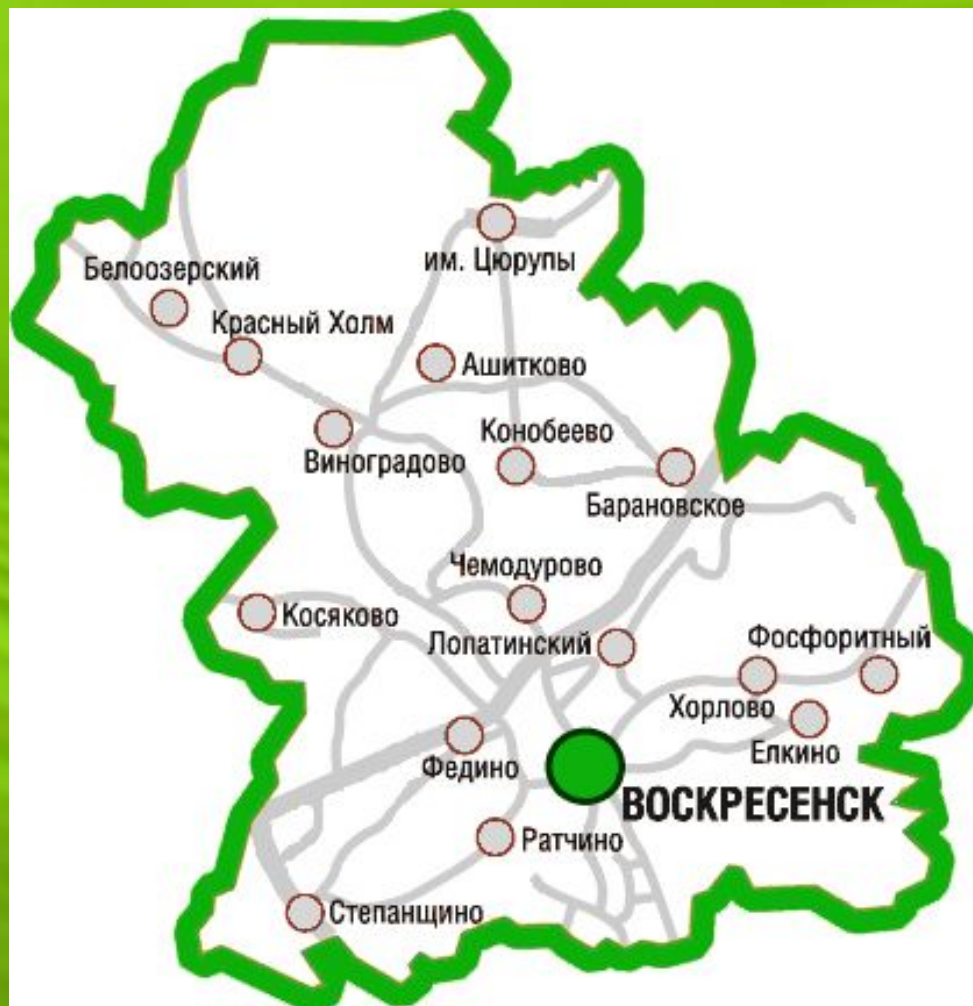 им. Цюрупы
Белоозерский
Красный Холм
Ашитково
Конобеево
Виноградово
Барановское
Чемодурово
Косяково
Лопатинский
Фосфоритный
Хорлово
Елкино
Федино
ВОСКРЕСЕНСК
Ратчино
Степанщино